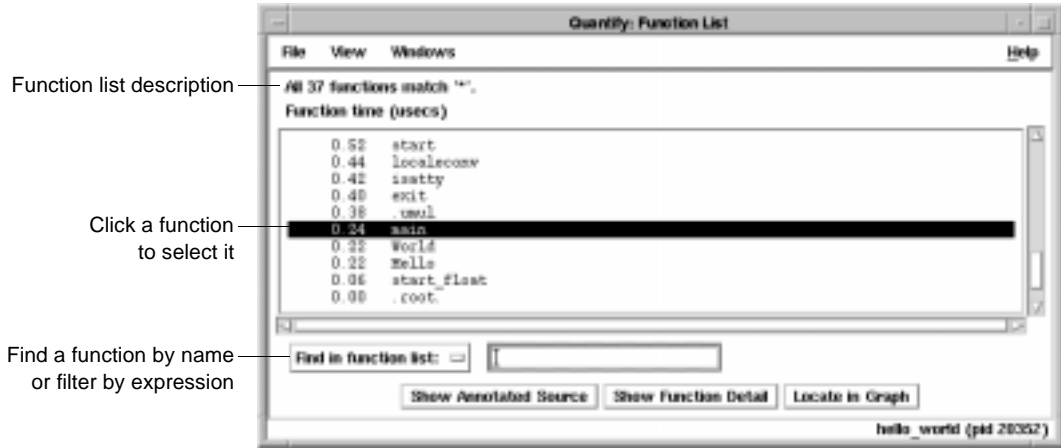 Quantify: Function List
File View Windows Help
Function list description
All 37 functions match '*'.
Function time (usecs)
0.52 start
0.44 localeconv
0.42 isatty
0.40 exit
0.38 .umul
Click a function to select it
0.24 main
0.22 World
0.22 Hello
0.06 start_float
0.00 .root.
Find a function by name or filter by expression
Find in function list:
Show Annotated Source Show Function Detail Locate in Graph
hello_world (pid 20352)